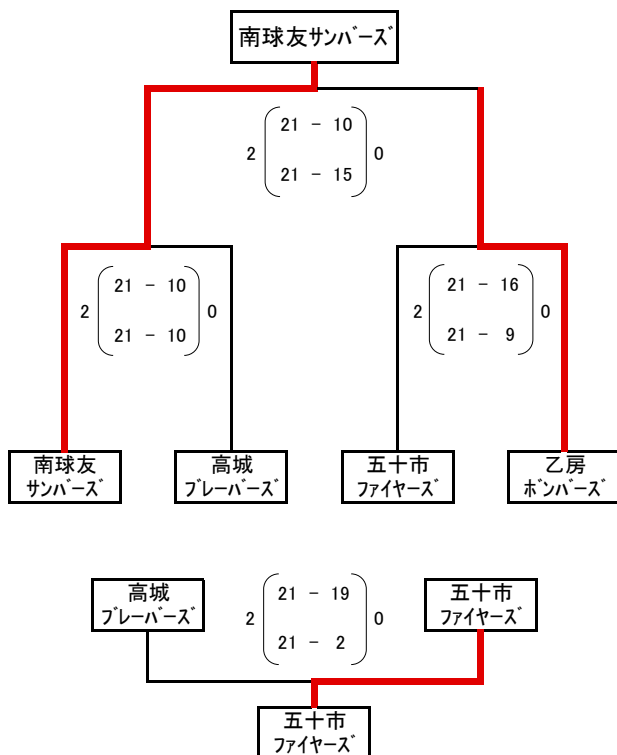 南球友サンバーズ
21 - 10
2 0
21 - 15
21 - 10
2 0
21 - 10
21 - 16
2 0
21 - 9
南球友
サンバーズ
高城
ブレーバーズ
五十市
ファイヤーズ
乙房
ボンバーズ
高城
ブレーバーズ
21 - 19
2 0
21 - 2
五十市
ファイヤーズ
五十市
ファイヤーズ